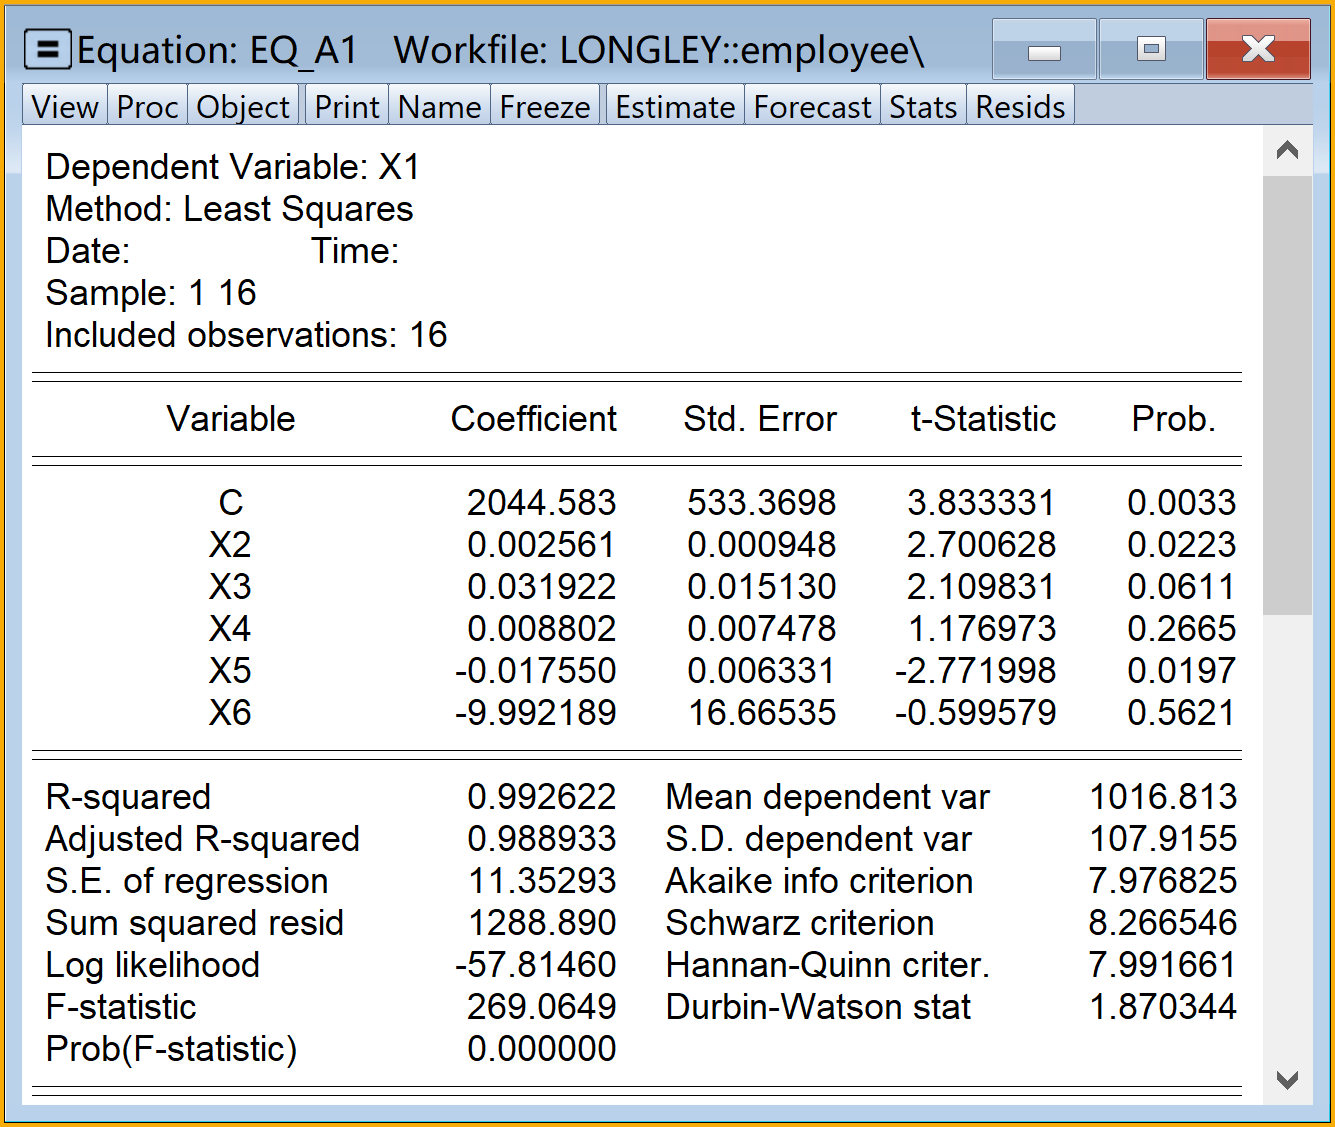 Equation: EQ_A1 Workfile: LONGLEY::employee\
View Proc Object Print Name Freeze Estimate Forecast Stats Resids
Dependent Variable: X1
Method: Least Squares
Date: Time:
Sample: 1 16
Included observations: 16
Variable Coefficient Std. Error t-Statistic Prob.
C 2044.583 533.3698 3.833331 0.0033
X2 0.002561 0.000948 2.700628 0.0223
X3 0.031922 0.015130 2.109831 0.0611
X4 0.008802 0.007478 1.176973 0.2665
X5 -0.017550 0.006331 -2.771998 0.0197
X6 -9.992189 16.66535 -0.599579 0.5621
R-squared 0.992622 Mean dependent var 1016.813
Adjusted R-squared 0.988933 S.D. dependent var 107.9155
S.E. of regression 11.35293 Akaike info criterion 7.976825
Sum squared resid 1288.890 Schwarz criterion 8.266546
Log likelihood -57.81460 Hannan-Quinn criter. 7.991661
F-statistic 269.0649 Durbin-Watson stat 1.870344
Prob(F-statistic) 0.000000